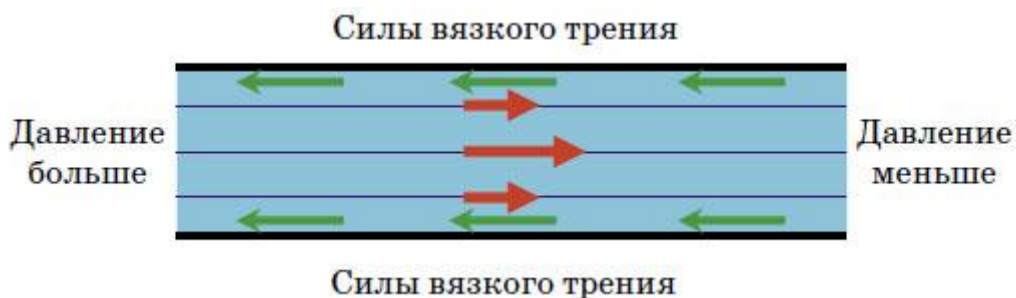 Силы вязкого трения
Давление
больше
Давление
меньше
Силы вязкого трения